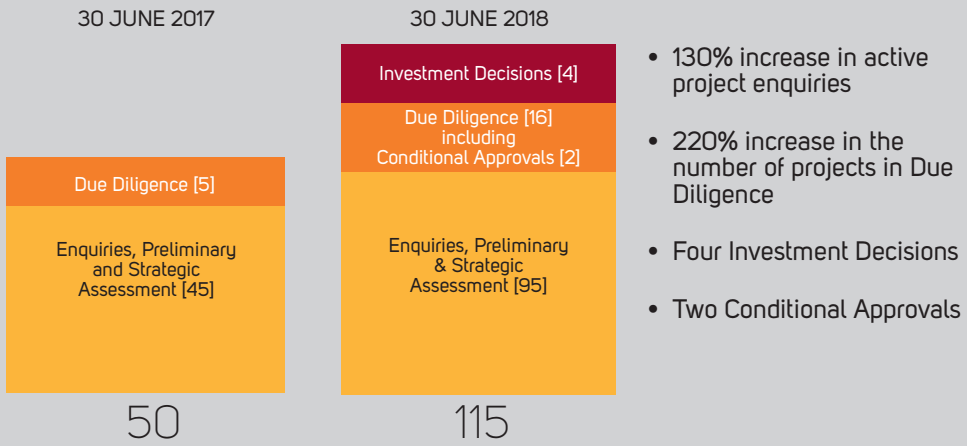 30 JUNE 2017
Due Diligence [5]
Enquiries, Preliminary
and Strategic
Assessment [45]
50
30 JUNE 2018
Investment Decisions [4]
Due Diligence [16]
including
Conditional Approvals [2]
Enquiries, Preliminary
& Strategic
Assessment [95]
115
• 130% increase in active
project enquiries
• 220% increase in the
number of projects in Due
Diligence
• Four Investment Decisions
• Two Conditional Approvals